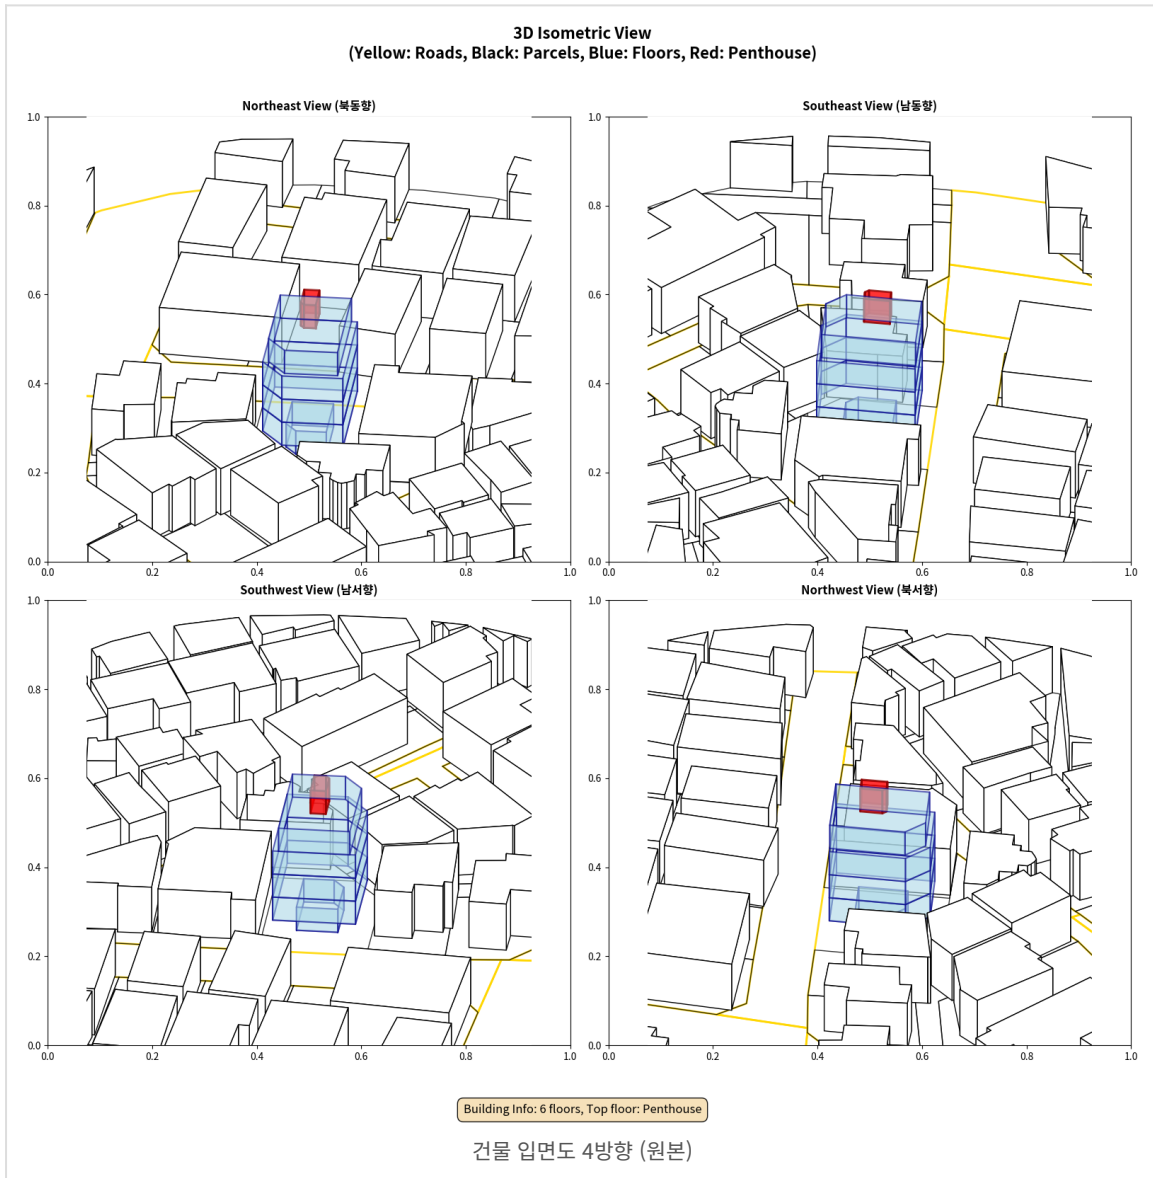 3D Isometric View
(Yellow: Roads, Black: Parcels, Blue: Floors, Red: Penthouse)
Northeast View (북동향)
1.0
0.8
0.6
0.4
0.2
0.0
0.0 0.2 0.4 0.6 0.8 1.0
Southeast View (남동향)
1.0
0.8
0.6
0.4
0.2
0.0
0.0 0.2 0.4 0.6 0.8 1.0
Southwest View (남서향)
1.0
0.8
0.6
0.4
0.2
0.0
0.0 0.2 0.4 0.6 0.8 1.0
Northwest View (북서향)
1.0
0.8
0.6
0.4
0.2
0.0
0.0 0.2 0.4 0.6 0.8 1.0
Building Info: 6 floors, Top floor: Penthouse
건물 입면도 4방향 (원본)